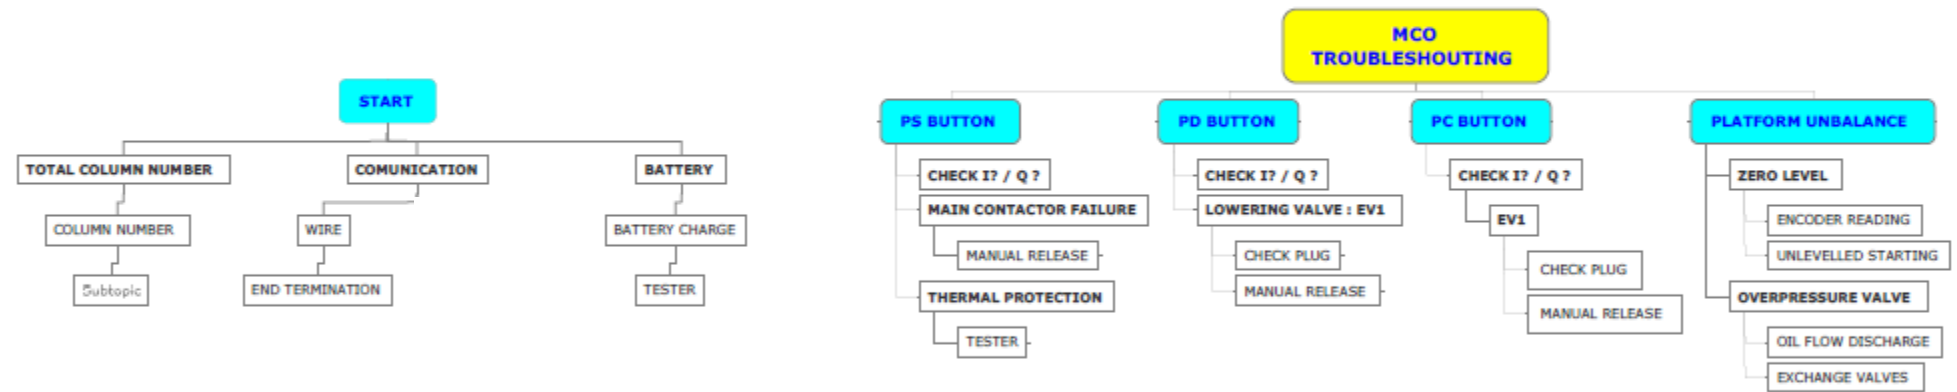 START
TOTAL COLUMN NUMBER
COMUNICATION
BATTERY
COLUMN NUMBER
WIRE
BATTERY CHARGE
Subtopic
END TERMINATION
TESTER
MCO
TROUBLESHOUTING
PS BUTTON
CHECK I? / Q ?
MAIN CONTACTOR FAILURE
MANUAL RELEASE
THERMAL PROTECTION
TESTER
PD BUTTON
CHECK I? / Q ?
LOWERING VALVE : EV1
CHECK PLUG
MANUAL RELEASE
PC BUTTON
CHECK I? / Q ?
EV1
CHECK PLUG
MANUAL RELEASE
PLATFORM UNBALANCE
ZERO LEVEL
ENCODER READING
UNLEVELLED STARTING
OVERPRESSURE VALVE
OIL FLOW DISCHARGE
EXCHANGE VALVES